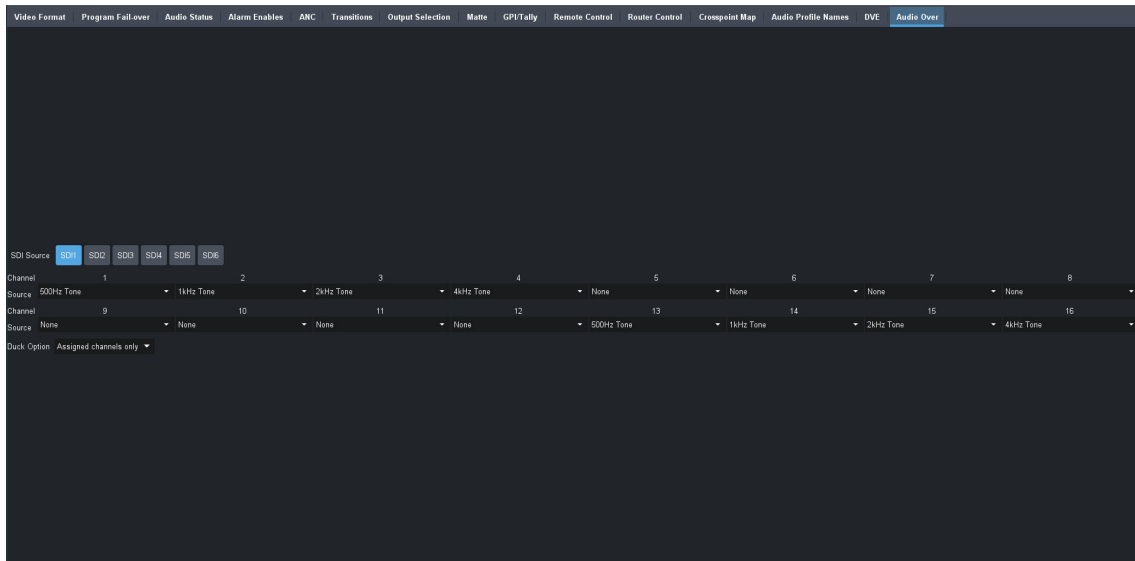 Video Format Program Fail-over Audio Status Alarm Enables ANC Transitions Output Selection Matte GPI/Tally Remote Control Router Control Crosspoint Map Audio Profile Names DVE Audio Over
SDI Source SDI1 SDI2 SDI3 SDI4 SDI5 SDI6
Channel 1 2 3 4 5 6 7 8
Source 500Hz Tone 1kHz Tone 2kHz Tone 4kHz Tone None None None None
Channel 9 10 11 12 13 14 15 16
Source None None None None 500Hz Tone 1kHz Tone 2kHz Tone 4kHz Tone
Duck Option Assigned channels only